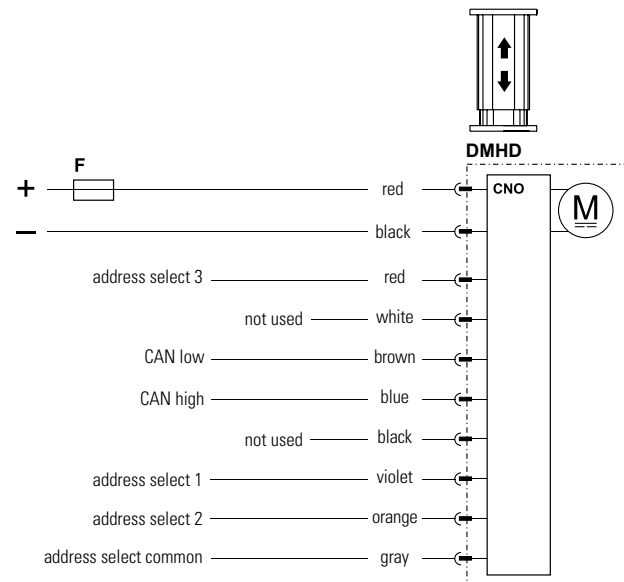 DMHD
F
+ red CNO
M
− black
address select 3 red
not used white
CAN low brown
CAN high blue
not used black
address select 1 violet
address select 2 orange
address select common gray